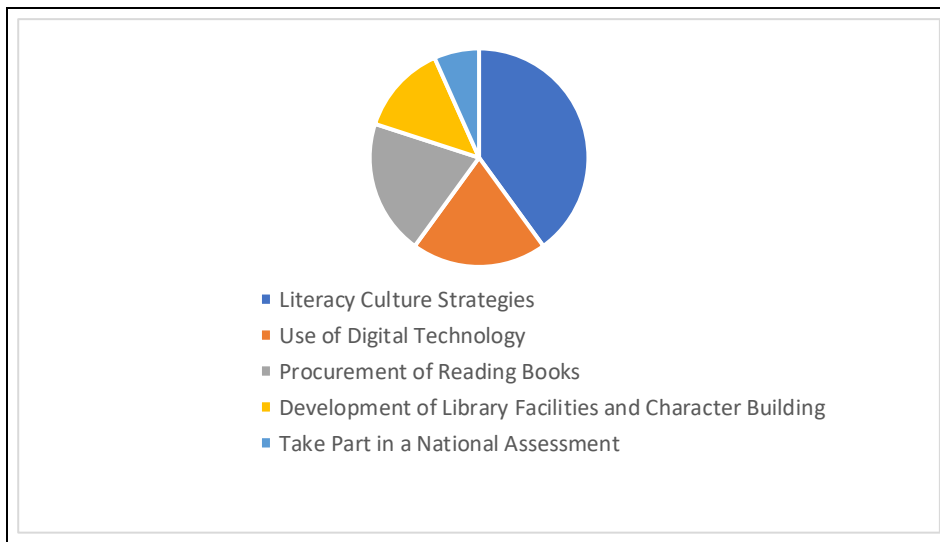 Literacy Culture Strategies
Use of Digital Technology
Procurement of Reading Books
Development of Library Facilities and Character Building
Take Part in a National Assessment